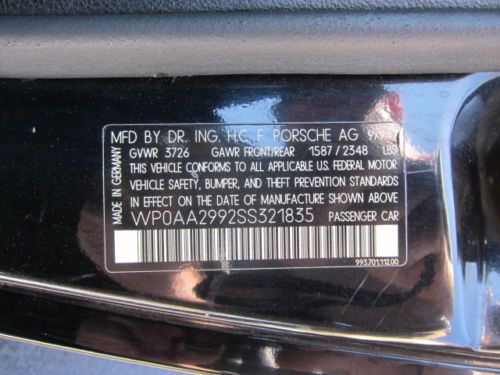 MFD BY DR. ING. H.C. F. PORSCHE AG 9/94
GVWR 3726 GAWR FRONT/REAR 1587/2348 LBS
THIS VEHICLE CONFORMS TO ALL APPLICABLE U.S. FEDERAL MOTOR
VEHICLE SAFETY, BUMPER, AND THEFT PREVENTION STANDARDS
IN EFFECT ON THE DATE OF MANUFACTURE SHOWN ABOVE
WP0AA2992SS321835 PASSENGER CAR
993.701.112.00
MADE IN GERMANY